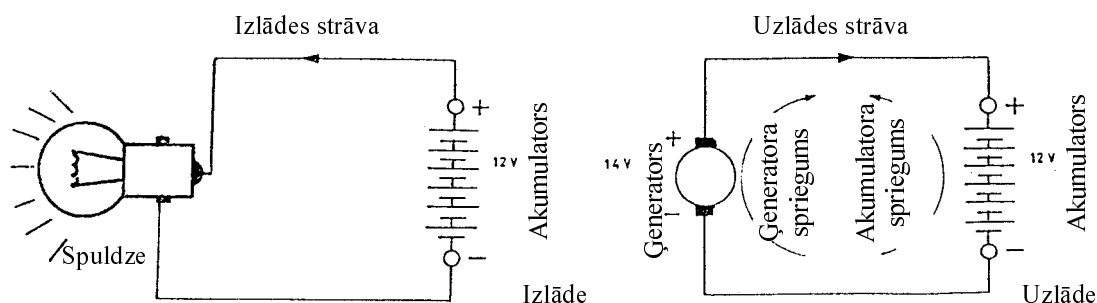 Izlādes strāva
+
12 V
Akumulators
−
Spuldze
Izlāde
Uzlādes strāva
14 V
Ģenerators
+
−
Ģeneratora
spriegums
Akumulatora
spriegums
+
12 V
Akumulators
−
Uzlāde